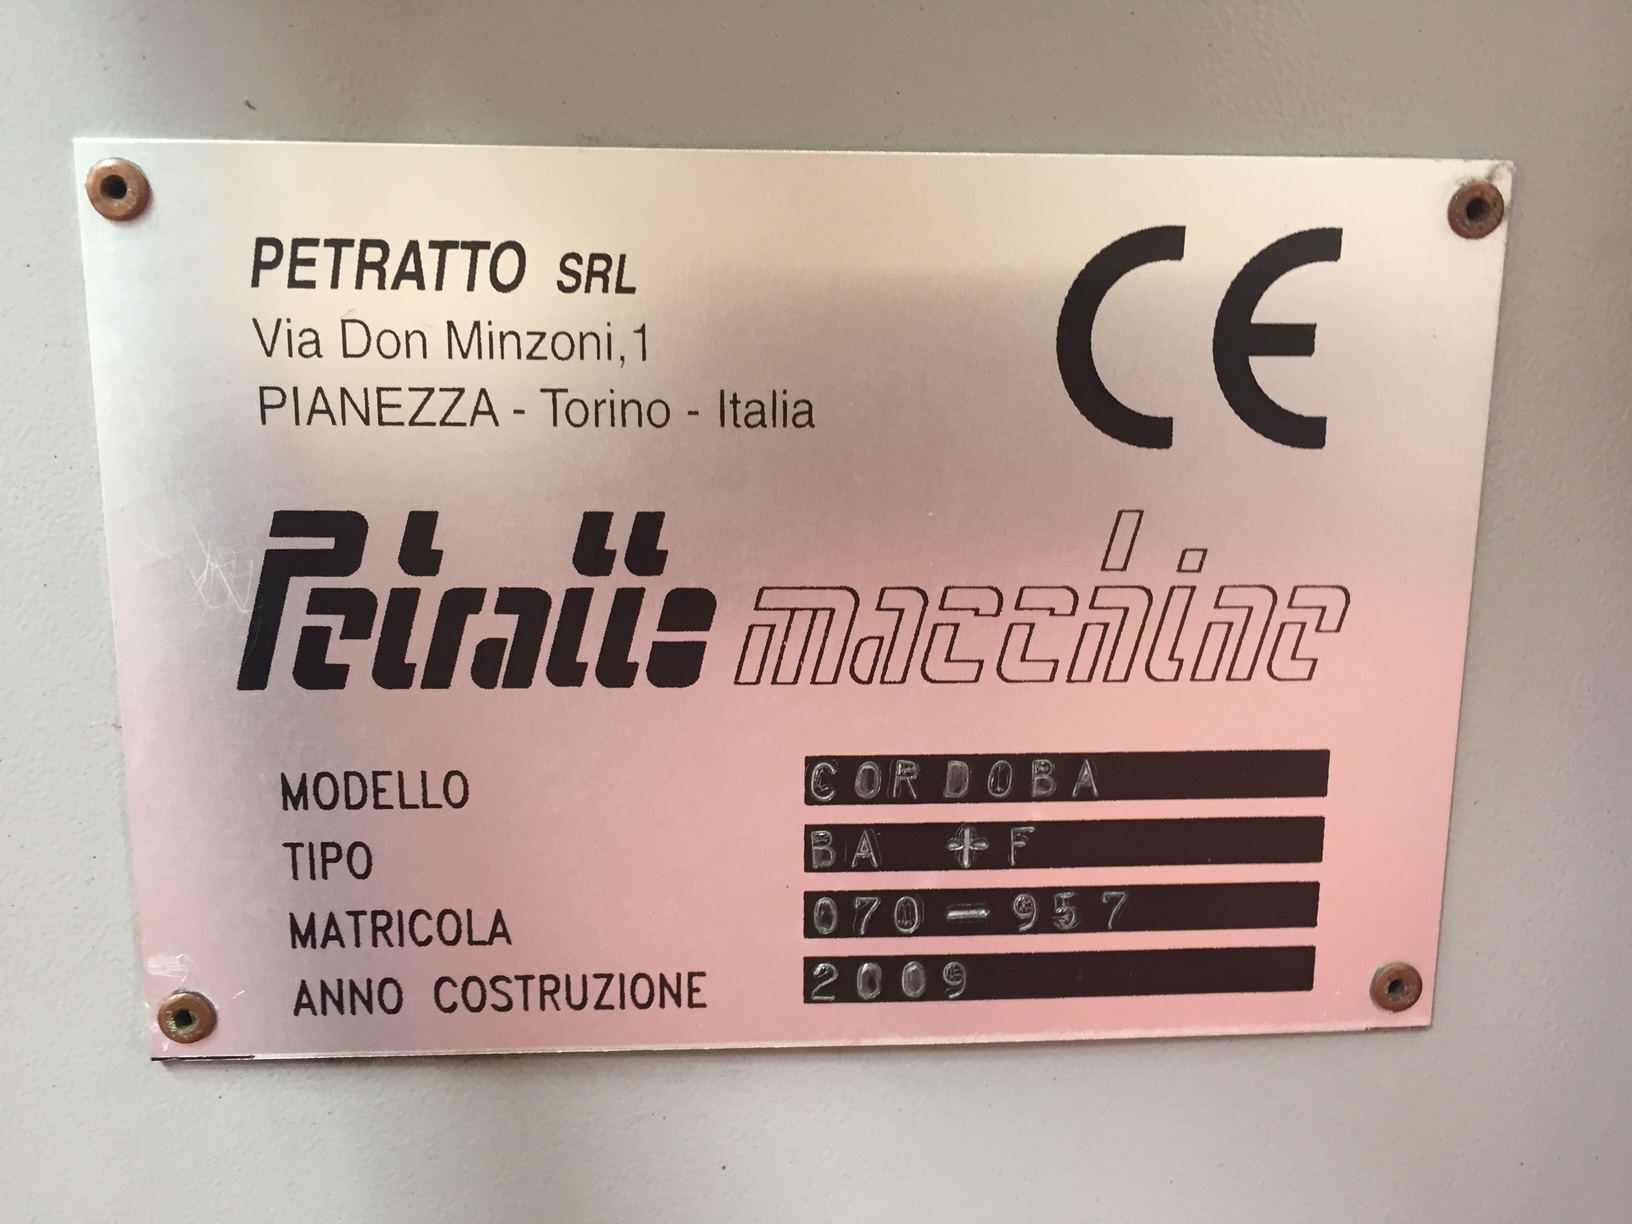 PETRATTO SRL
Via Don Minzoni,1
PIANEZZA - Torino - Italia
CE
Petratto macchine
MODELLO CORDOBA
TIPO BA +F
MATRICOLA 070-957
ANNO COSTRUZIONE 2009